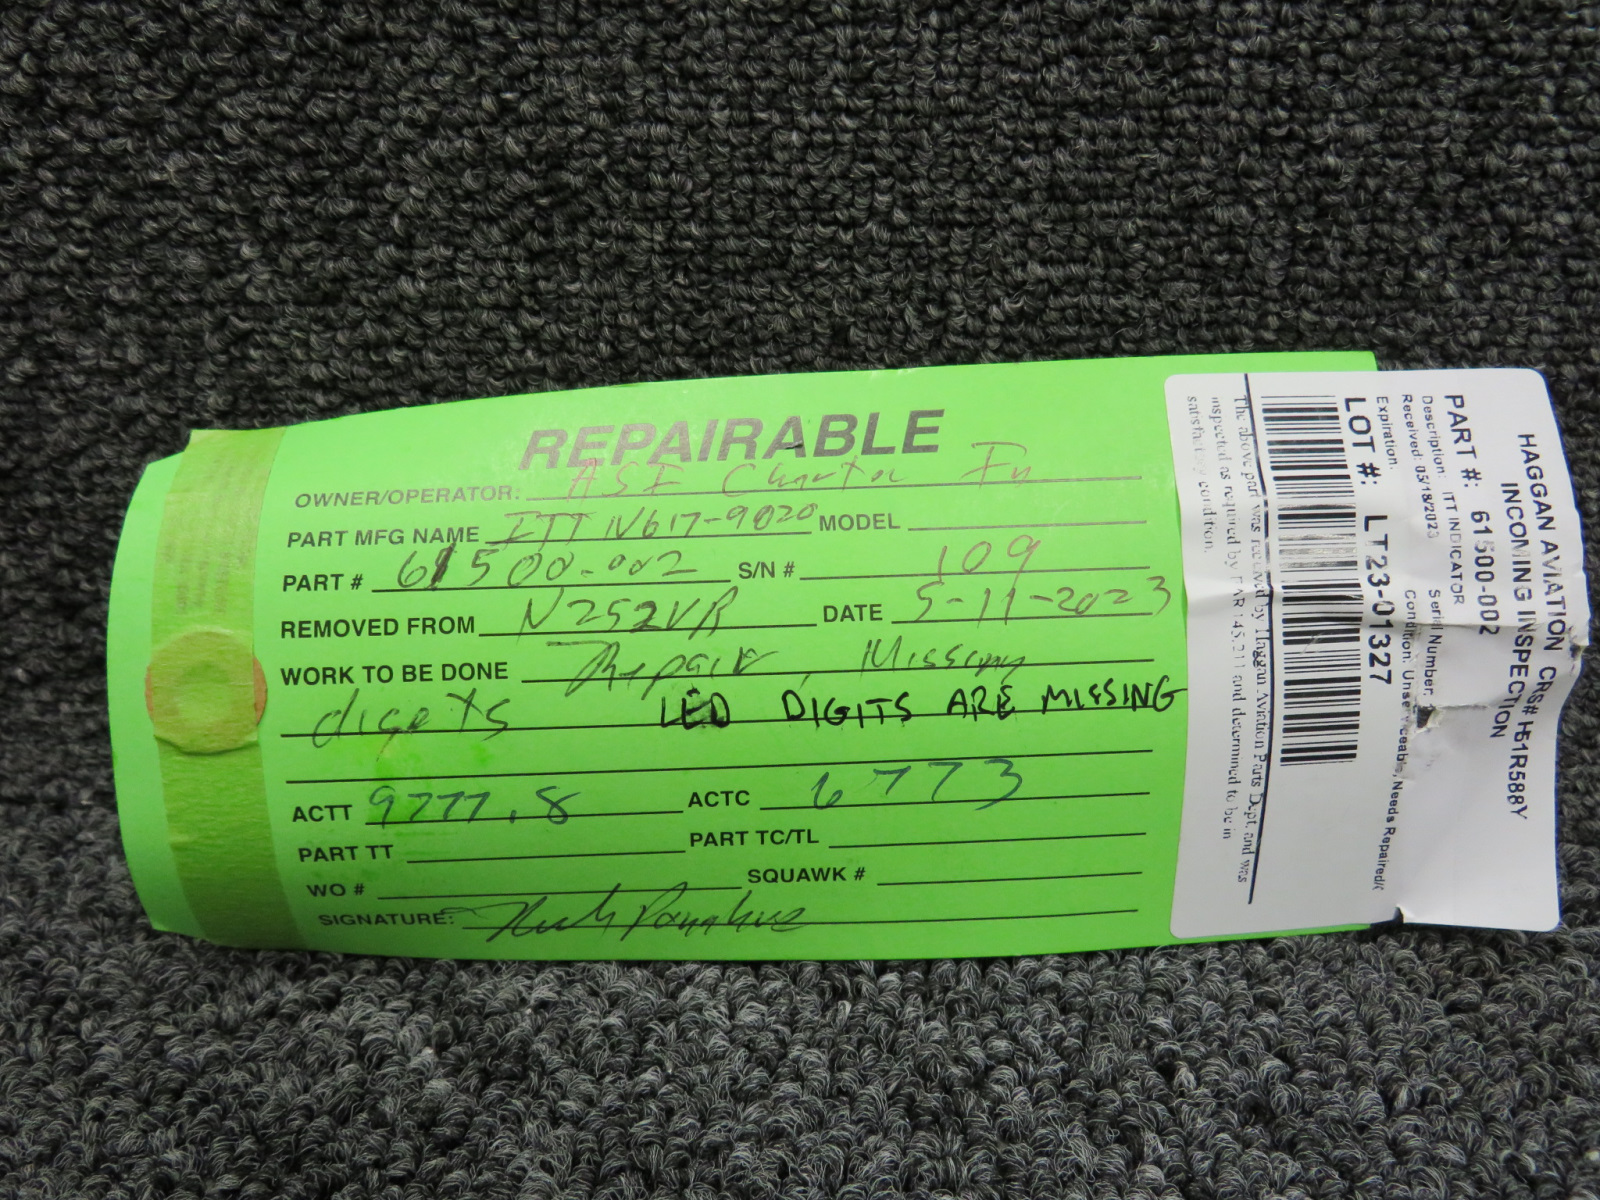 REPAIRABLE
OWNER/OPERATOR: ASI Charter In
PART MFG NAME ITT IV617-9020 MODEL
PART # 61500-002 S/N # 109
REMOVED FROM N252VR DATE 5-11-2023
WORK TO BE DONE Repair, Missing
digets LED DIGITS ARE MISSING
ACTT 9777.8 ACTC 6773
PART TT PART TC/TL
WO # SQUAWK #
SIGNATURE:
HAGGAN AVIATION CRS# H51R588Y
INCOMING INSPECTION
PART #: 61500-002
Description: ITT INDICATOR Serial Number:
Received: 05/18/2023 Condition: Unserviceable, Needs Repaired/
Expiration:
LOT #: LT23-01327
The above part was received by Haggan Aviation Parts Dept. and was
inspected as required by FAR 145.211 and determined to be in
satisfactory condition.